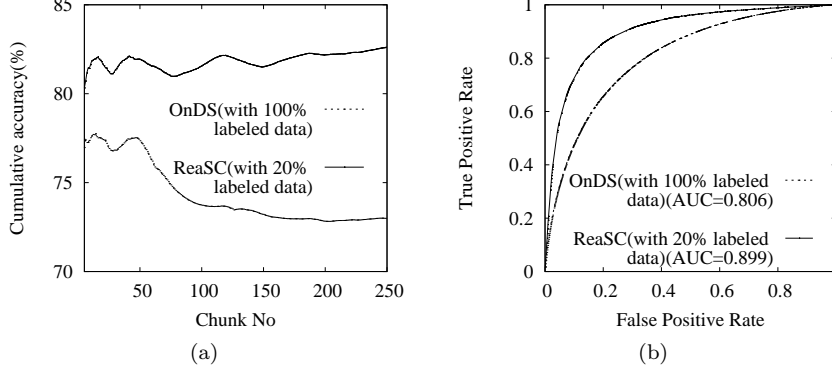 85
80
75
70
Cumulative accuracy(%)
OnDS(with 100%
labeled data)
ReaSC(with 20%
labeled data)
50 100 150 200 250
Chunk No
(a)
1
0.8
0.6
0.4
0.2
0
True Positive Rate
OnDS(with 100% labeled
data)(AUC=0.806)
ReaSC(with 20% labeled
data)(AUC=0.899)
0 0.2 0.4 0.6 0.8
False Positive Rate
(b)